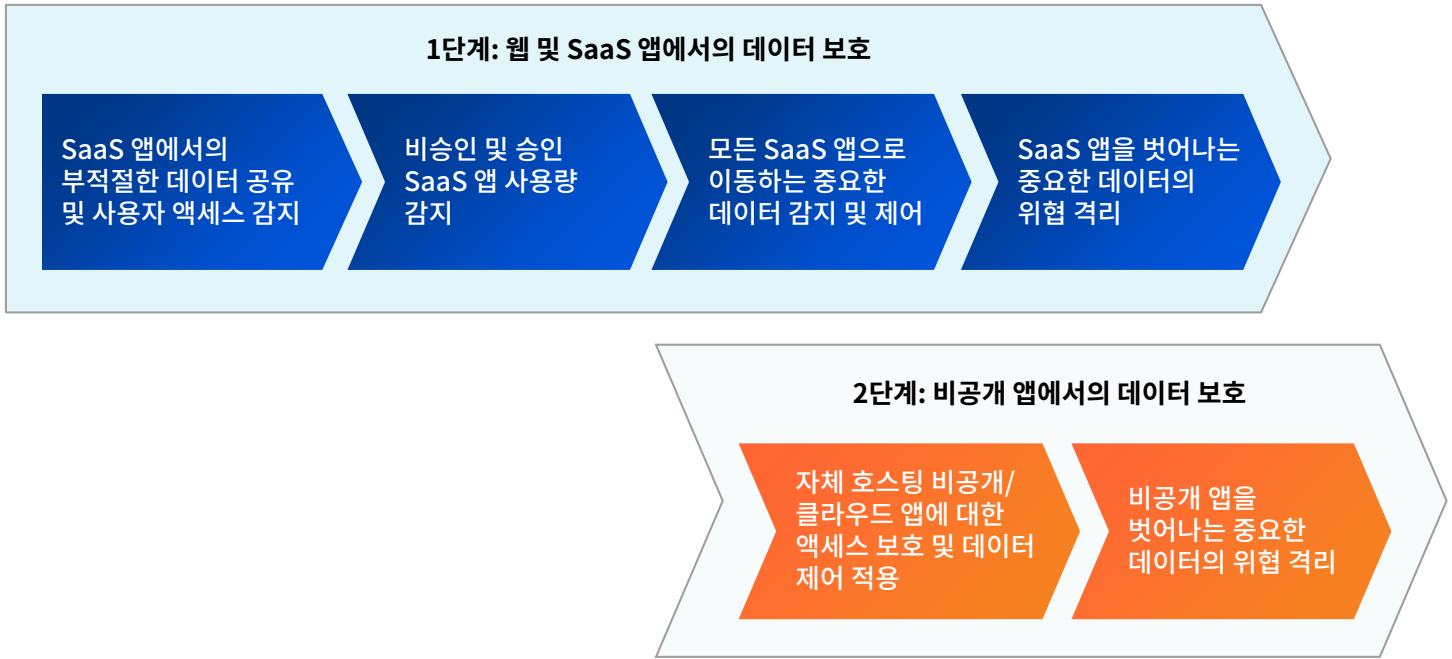 1단계: 웹 및 SaaS 앱에서의 데이터 보호
SaaS 앱에서의
부적절한 데이터 공유
및 사용자 액세스 감지
비승인 및 승인
SaaS 앱 사용량
감지
모든 SaaS 앱으로
이동하는 중요한
데이터 감지 및 제어
SaaS 앱을 벗어나는
중요한 데이터의
위협 격리
2단계: 비공개 앱에서의 데이터 보호
자체 호스팅 비공개/
클라우드 앱에 대한
액세스 보호 및 데이터
제어 적용
비공개 앱을
벗어나는 중요한
데이터의 위협 격리